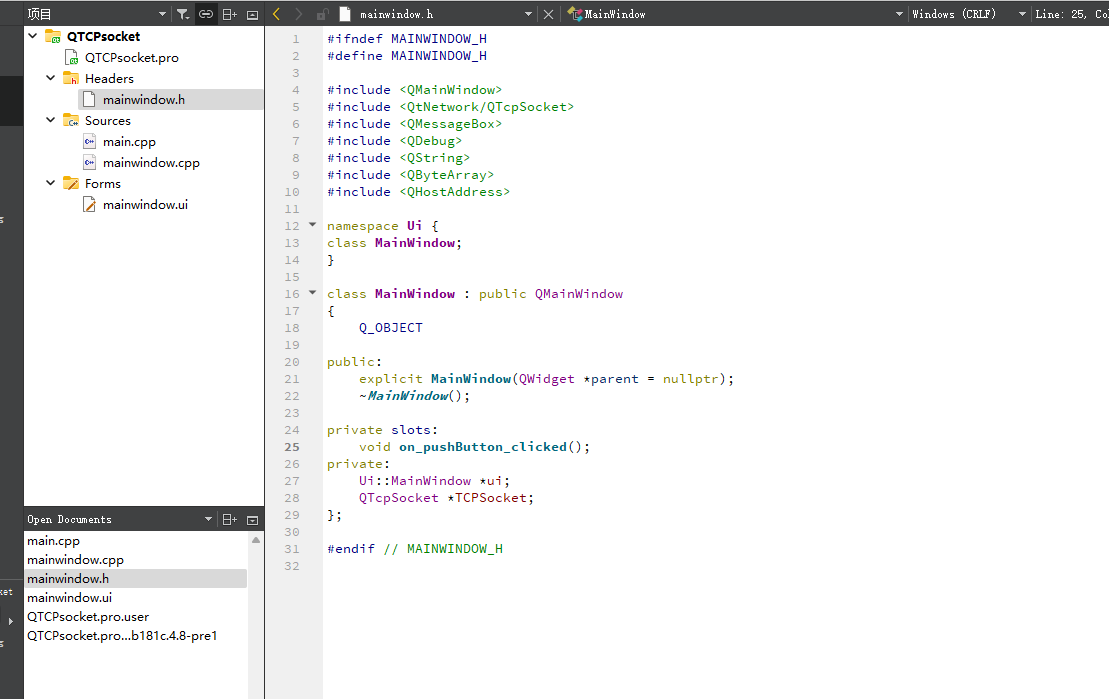 项目
mainwindow.h
MainWindow
Windows (CRLF)
Line: 25, Co
QTCPsocket
QTCPsocket.pro
Headers
mainwindow.h
Sources
main.cpp
mainwindow.cpp
Forms
mainwindow.ui
Open Documents
main.cpp
mainwindow.cpp
mainwindow.h
mainwindow.ui
QTCPsocket.pro.user
QTCPsocket.pro...b181c.4.8-pre1
s
ket
s
1 #ifndef MAINWINDOW_H
2 #define MAINWINDOW_H
3
4 #include <QMainWindow>
5 #include <QtNetwork/QTcpSocket>
6 #include <QMessageBox>
7 #include <QDebug>
8 #include <QString>
9 #include <QByteArray>
10 #include <QHostAddress>
11
12 namespace Ui {
13 class MainWindow;
14 }
15
16 class MainWindow : public QMainWindow
17 {
18     Q_OBJECT
19
20 public:
21     explicit MainWindow(QWidget *parent = nullptr);
22     ~MainWindow();
23
24 private slots:
25     void on_pushButton_clicked();
26 private:
27     Ui::MainWindow *ui;
28     QTcpSocket *TCPSocket;
29 };
30
31 #endif // MAINWINDOW_H
32